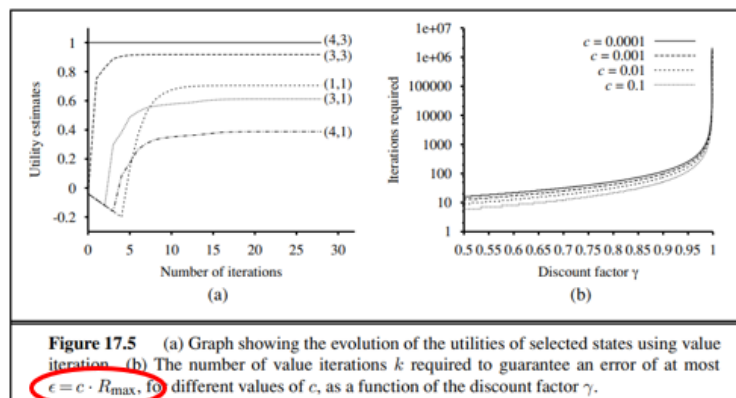 1
0.8
0.6
0.4
0.2
0
-0.2
Utility estimates
(4,3)
(3,3)
(1,1)
(3,1)
(4,1)
0 5 10 15 20 25 30
Number of iterations
(a)
1e+07
1e+06
100000
10000
1000
100
10
1
Iterations required
c = 0.0001
c = 0.001
c = 0.01
c = 0.1
0.5 0.55 0.6 0.65 0.7 0.75 0.8 0.85 0.9 0.95 1
Discount factor γ
(b)
Figure 17.5 (a) Graph showing the evolution of the utilities of selected states using value
iteration. (b) The number of value iterations k required to guarantee an error of at most
ϵ = c · Rmax, for different values of c, as a function of the discount factor γ.